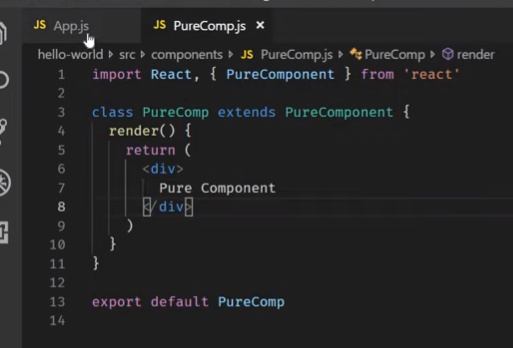 JS App.js JS PureComp.js ×
hello-world src components JS PureComp.js PureComp render
1 import React, { PureComponent } from 'react'
2
3 class PureComp extends PureComponent {
4 render() {
5 return (
6 <div>
7 Pure Component
8 </div>
9 )
10 }
11 }
12
13 export default PureComp
14